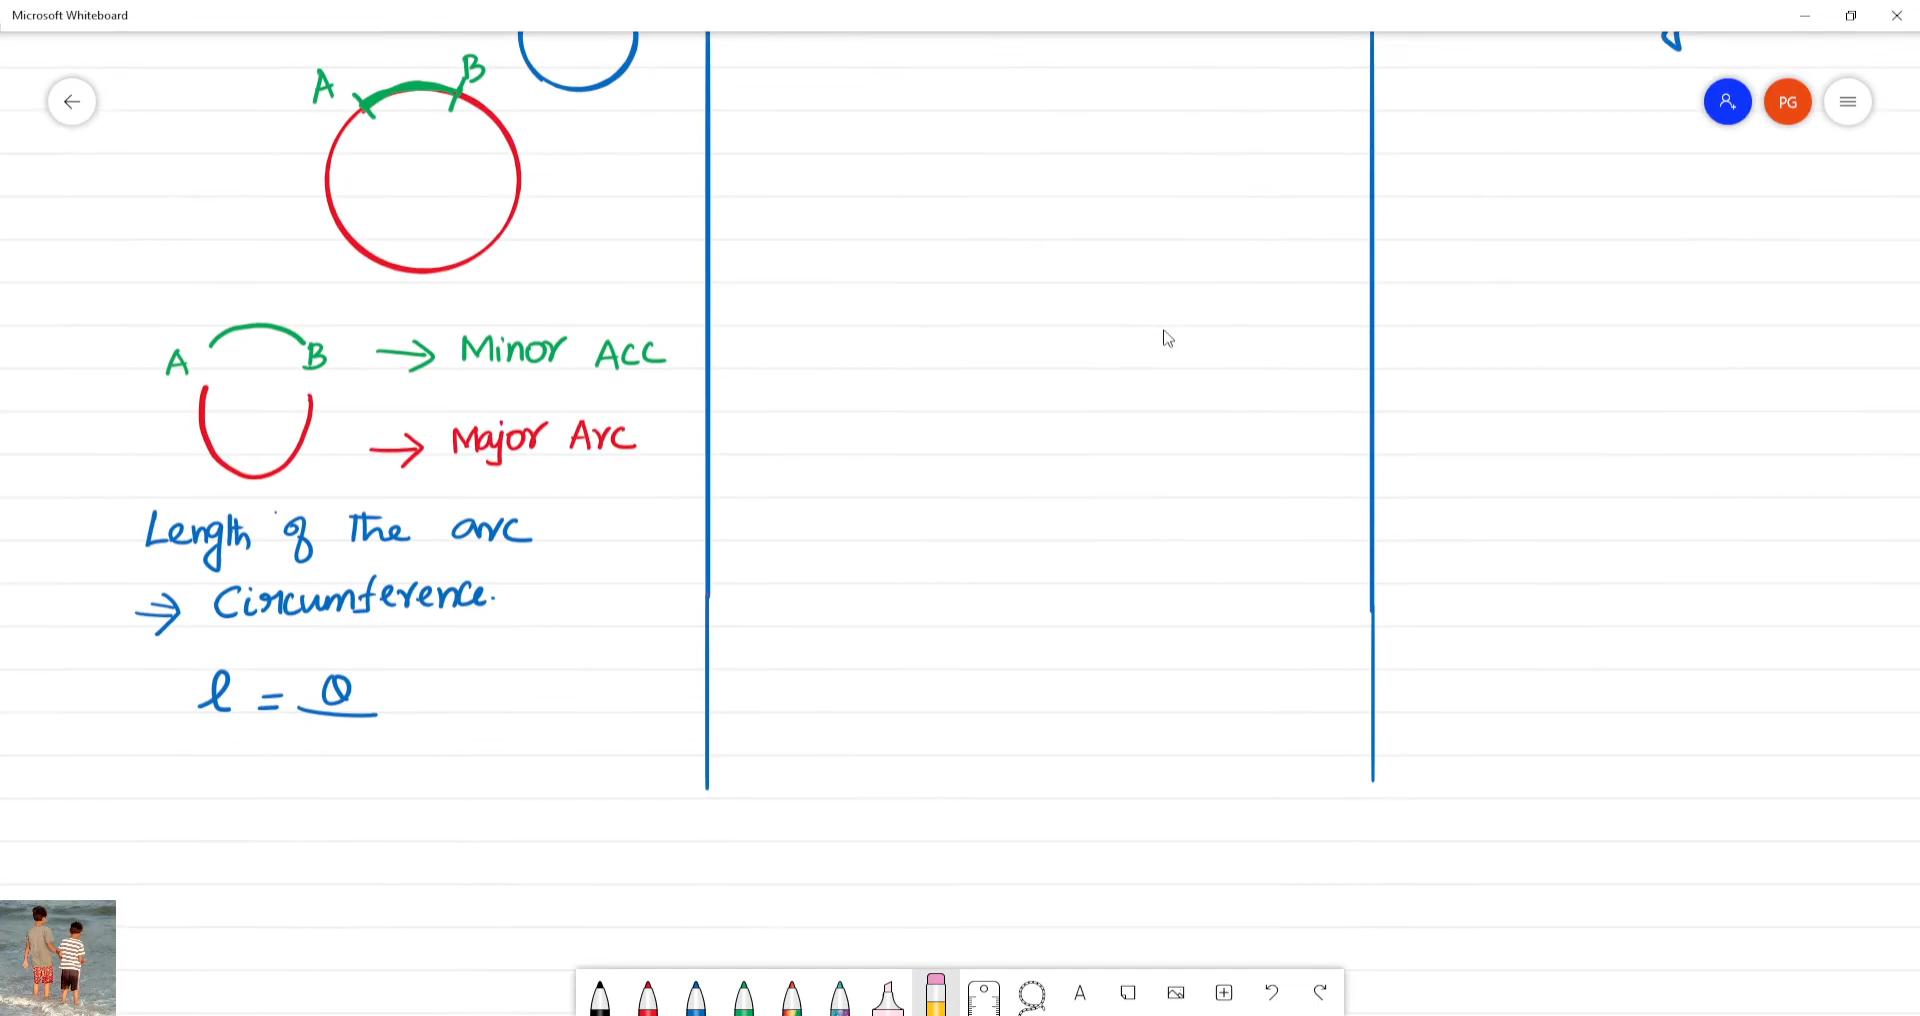 Microsoft Whiteboard
A B
PG
A B → Minor Acc
→ Major Arc
Length of the arc
→ Circumference.
l = θ
A